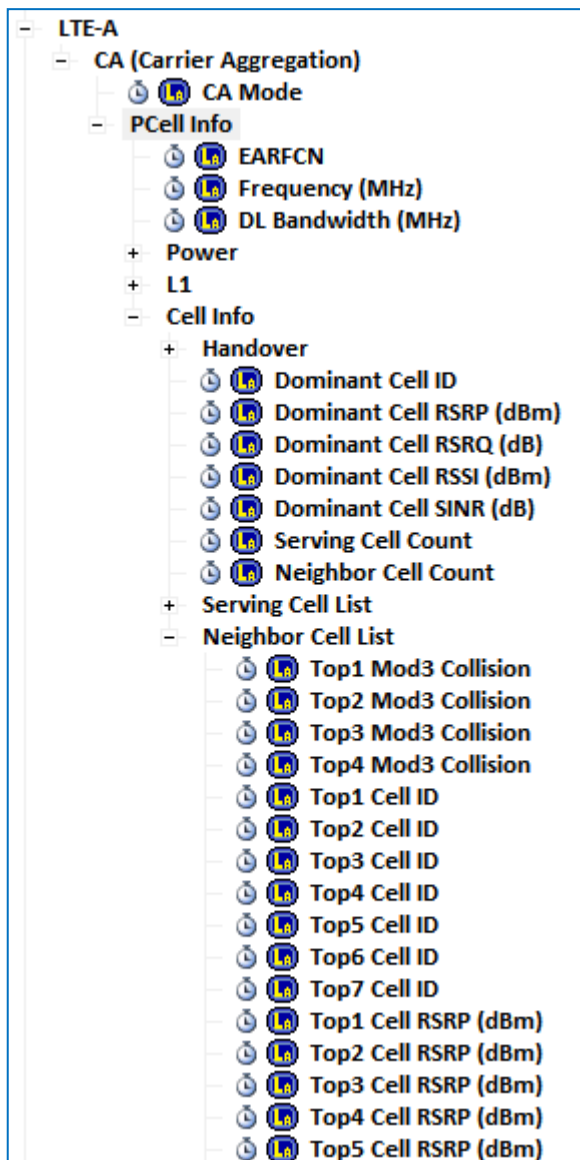 LTE-A
CA (Carrier Aggregation)
CA Mode
PCell Info
EARFCN
Frequency (MHz)
DL Bandwidth (MHz)
Power
L1
Cell Info
Handover
Dominant Cell ID
Dominant Cell RSRP (dBm)
Dominant Cell RSRQ (dB)
Dominant Cell RSSI (dBm)
Dominant Cell SINR (dB)
Serving Cell Count
Neighbor Cell Count
Serving Cell List
Neighbor Cell List
Top1 Mod3 Collision
Top2 Mod3 Collision
Top3 Mod3 Collision
Top4 Mod3 Collision
Top1 Cell ID
Top2 Cell ID
Top3 Cell ID
Top4 Cell ID
Top5 Cell ID
Top6 Cell ID
Top7 Cell ID
Top1 Cell RSRP (dBm)
Top2 Cell RSRP (dBm)
Top3 Cell RSRP (dBm)
Top4 Cell RSRP (dBm)
Top5 Cell RSRP (dBm)